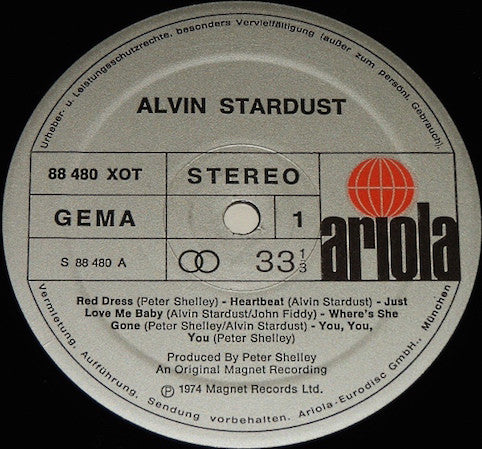 Urheber- u. Leistungsschutzrechte, besonders Vervielfältigung (außer zum persönl. Gebrauch),
ALVIN STARDUST
88 480 XOT
STEREO
GEMA
1
ariola
S 88 480 A
33 1/3
Red Dress (Peter Shelley) - Heartbeat (Alvin Stardust) - Just
Love Me Baby (Alvin Stardust/John Fiddy) - Where's She
Gone (Peter Shelley/Alvin Stardust) - You, You,
You (Peter Shelley)
Produced By Peter Shelley
An Original Magnet Recording
℗ 1974 Magnet Records Ltd.
Vermietung, Aufführung, Sendung vorbehalten. Ariola-Eurodisc GmbH., München